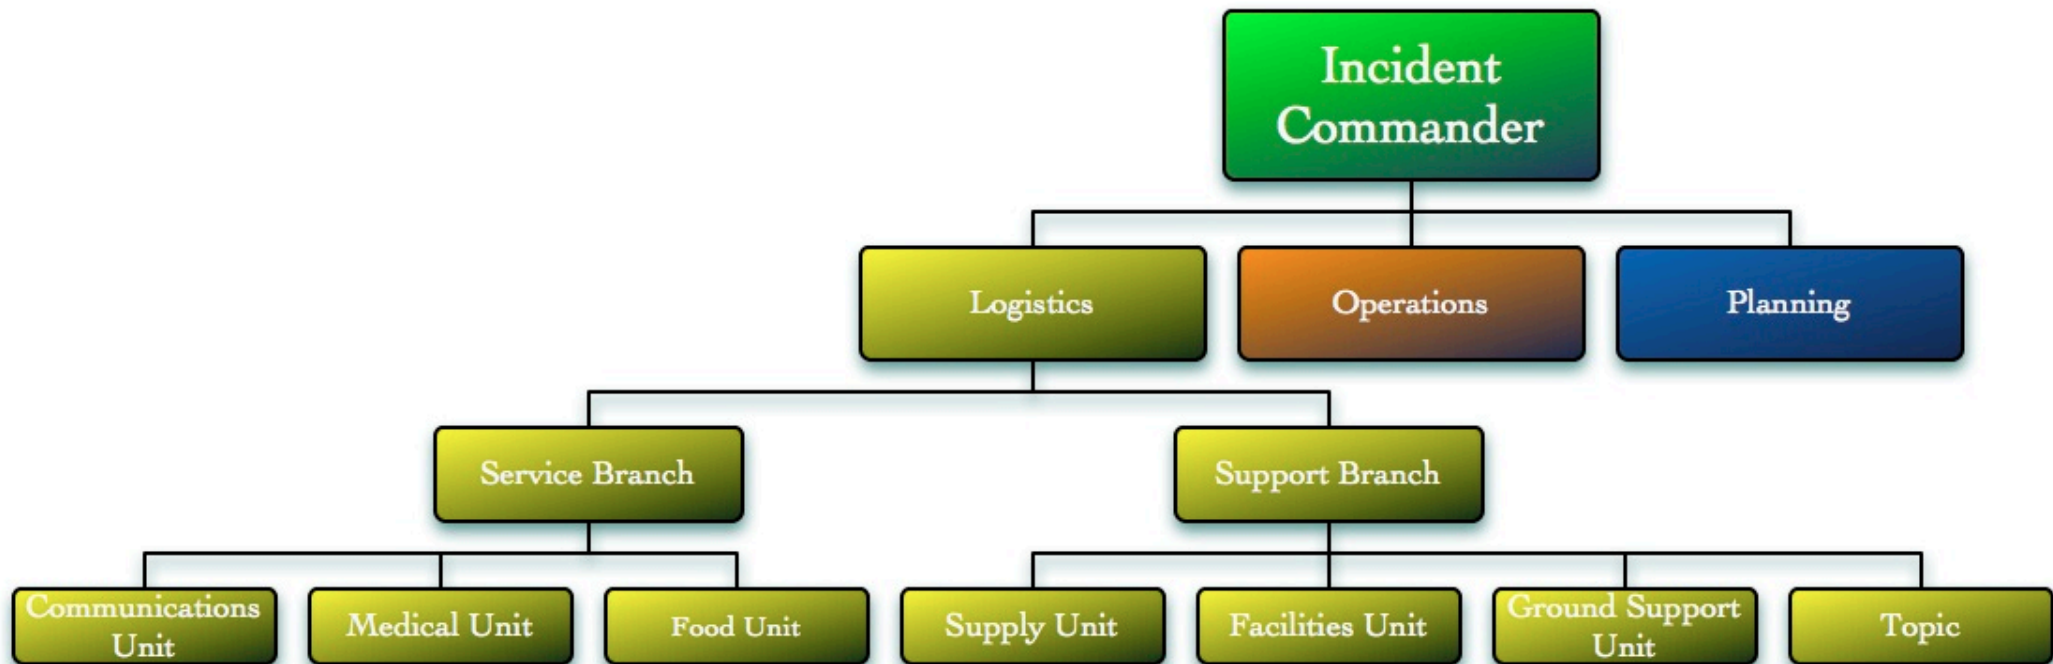 Incident
Commander
Logistics
Operations
Planning
Service Branch
Support Branch
Communications
Unit
Medical Unit
Food Unit
Supply Unit
Facilities Unit
Ground Support
Unit
Topic